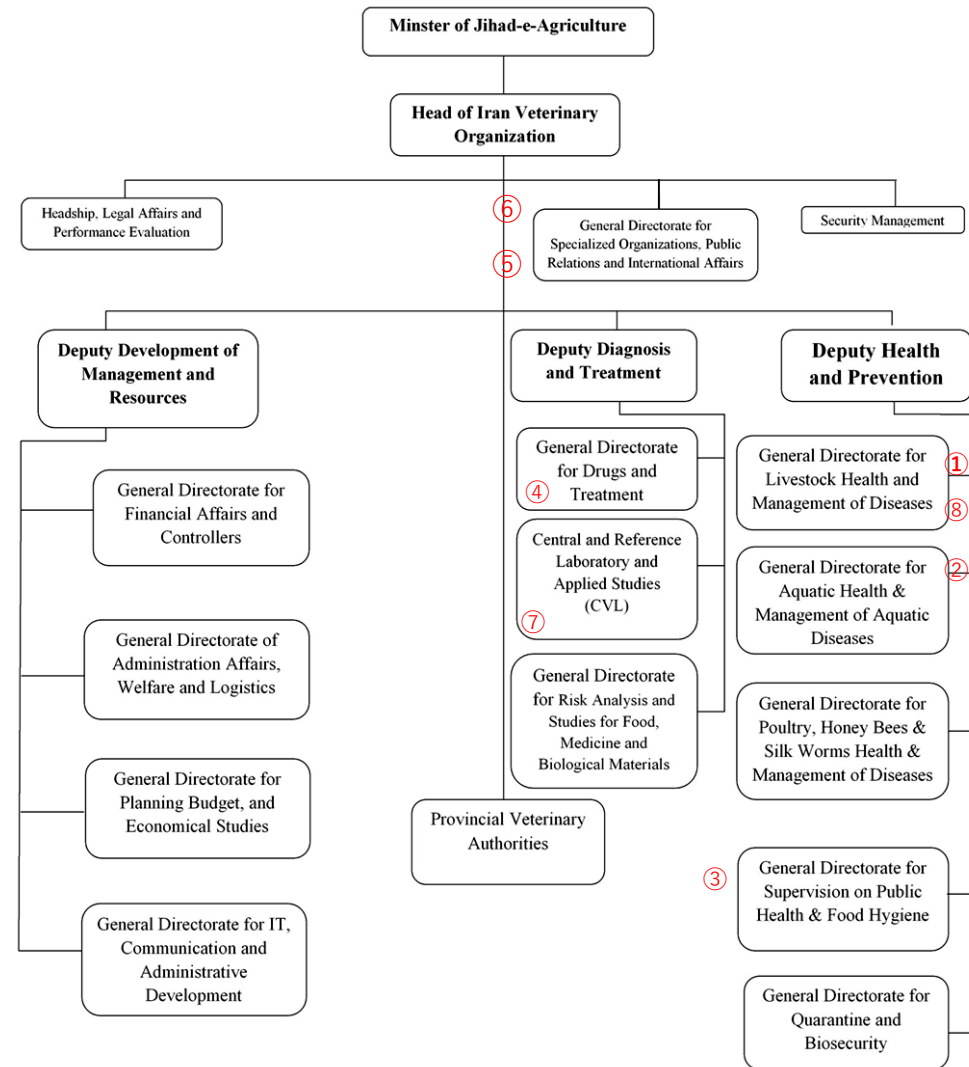 Minster of Jihad-e-Agriculture
Head of Iran Veterinary
Organization
Headship, Legal Affairs and
Performance Evaluation
⑥
⑤
General Directorate for
Specialized Organizations, Public
Relations and International Affairs
Security Management
Deputy Development of
Management and
Resources
General Directorate for
Financial Affairs and
Controllers
General Directorate of
Administration Affairs,
Welfare and Logistics
General Directorate for
Planning Budget, and
Economical Studies
General Directorate for IT,
Communication and
Administrative
Development
Provincial Veterinary
Authorities
Deputy Diagnosis
and Treatment
General Directorate
for Drugs and
Treatment
④
Central and Reference
Laboratory and
Applied Studies
(CVL)
⑦
General Directorate
for Risk Analysis and
Studies for Food,
Medicine and
Biological Materials
Deputy Health
and Prevention
General Directorate for
Livestock Health and
Management of Diseases
①
⑧
General Directorate for
Aquatic Health &
Management of Aquatic
Diseases
②
General Directorate for
Poultry, Honey Bees &
Silk Worms Health &
Management of Diseases
③
General Directorate for
Supervision on Public
Health & Food Hygiene
General Directorate for
Quarantine and
Biosecurity